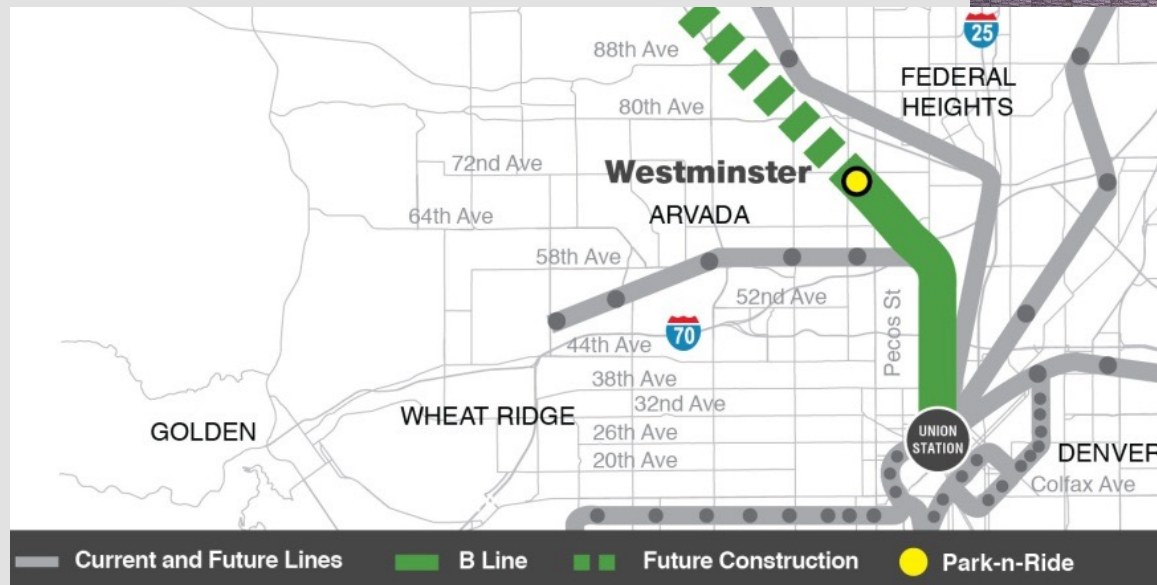 25
88th Ave
FEDERAL
HEIGHTS
80th Ave
72nd Ave
Westminster
64th Ave
ARVADA
58th Ave
52nd Ave
Pecos St
70
44th Ave
38th Ave
32nd Ave
GOLDEN
WHEAT RIDGE
26th Ave
UNION
STATION
20th Ave
DENVER
Colfax Ave
Current and Future Lines
B Line
Future Construction
Park-n-Ride